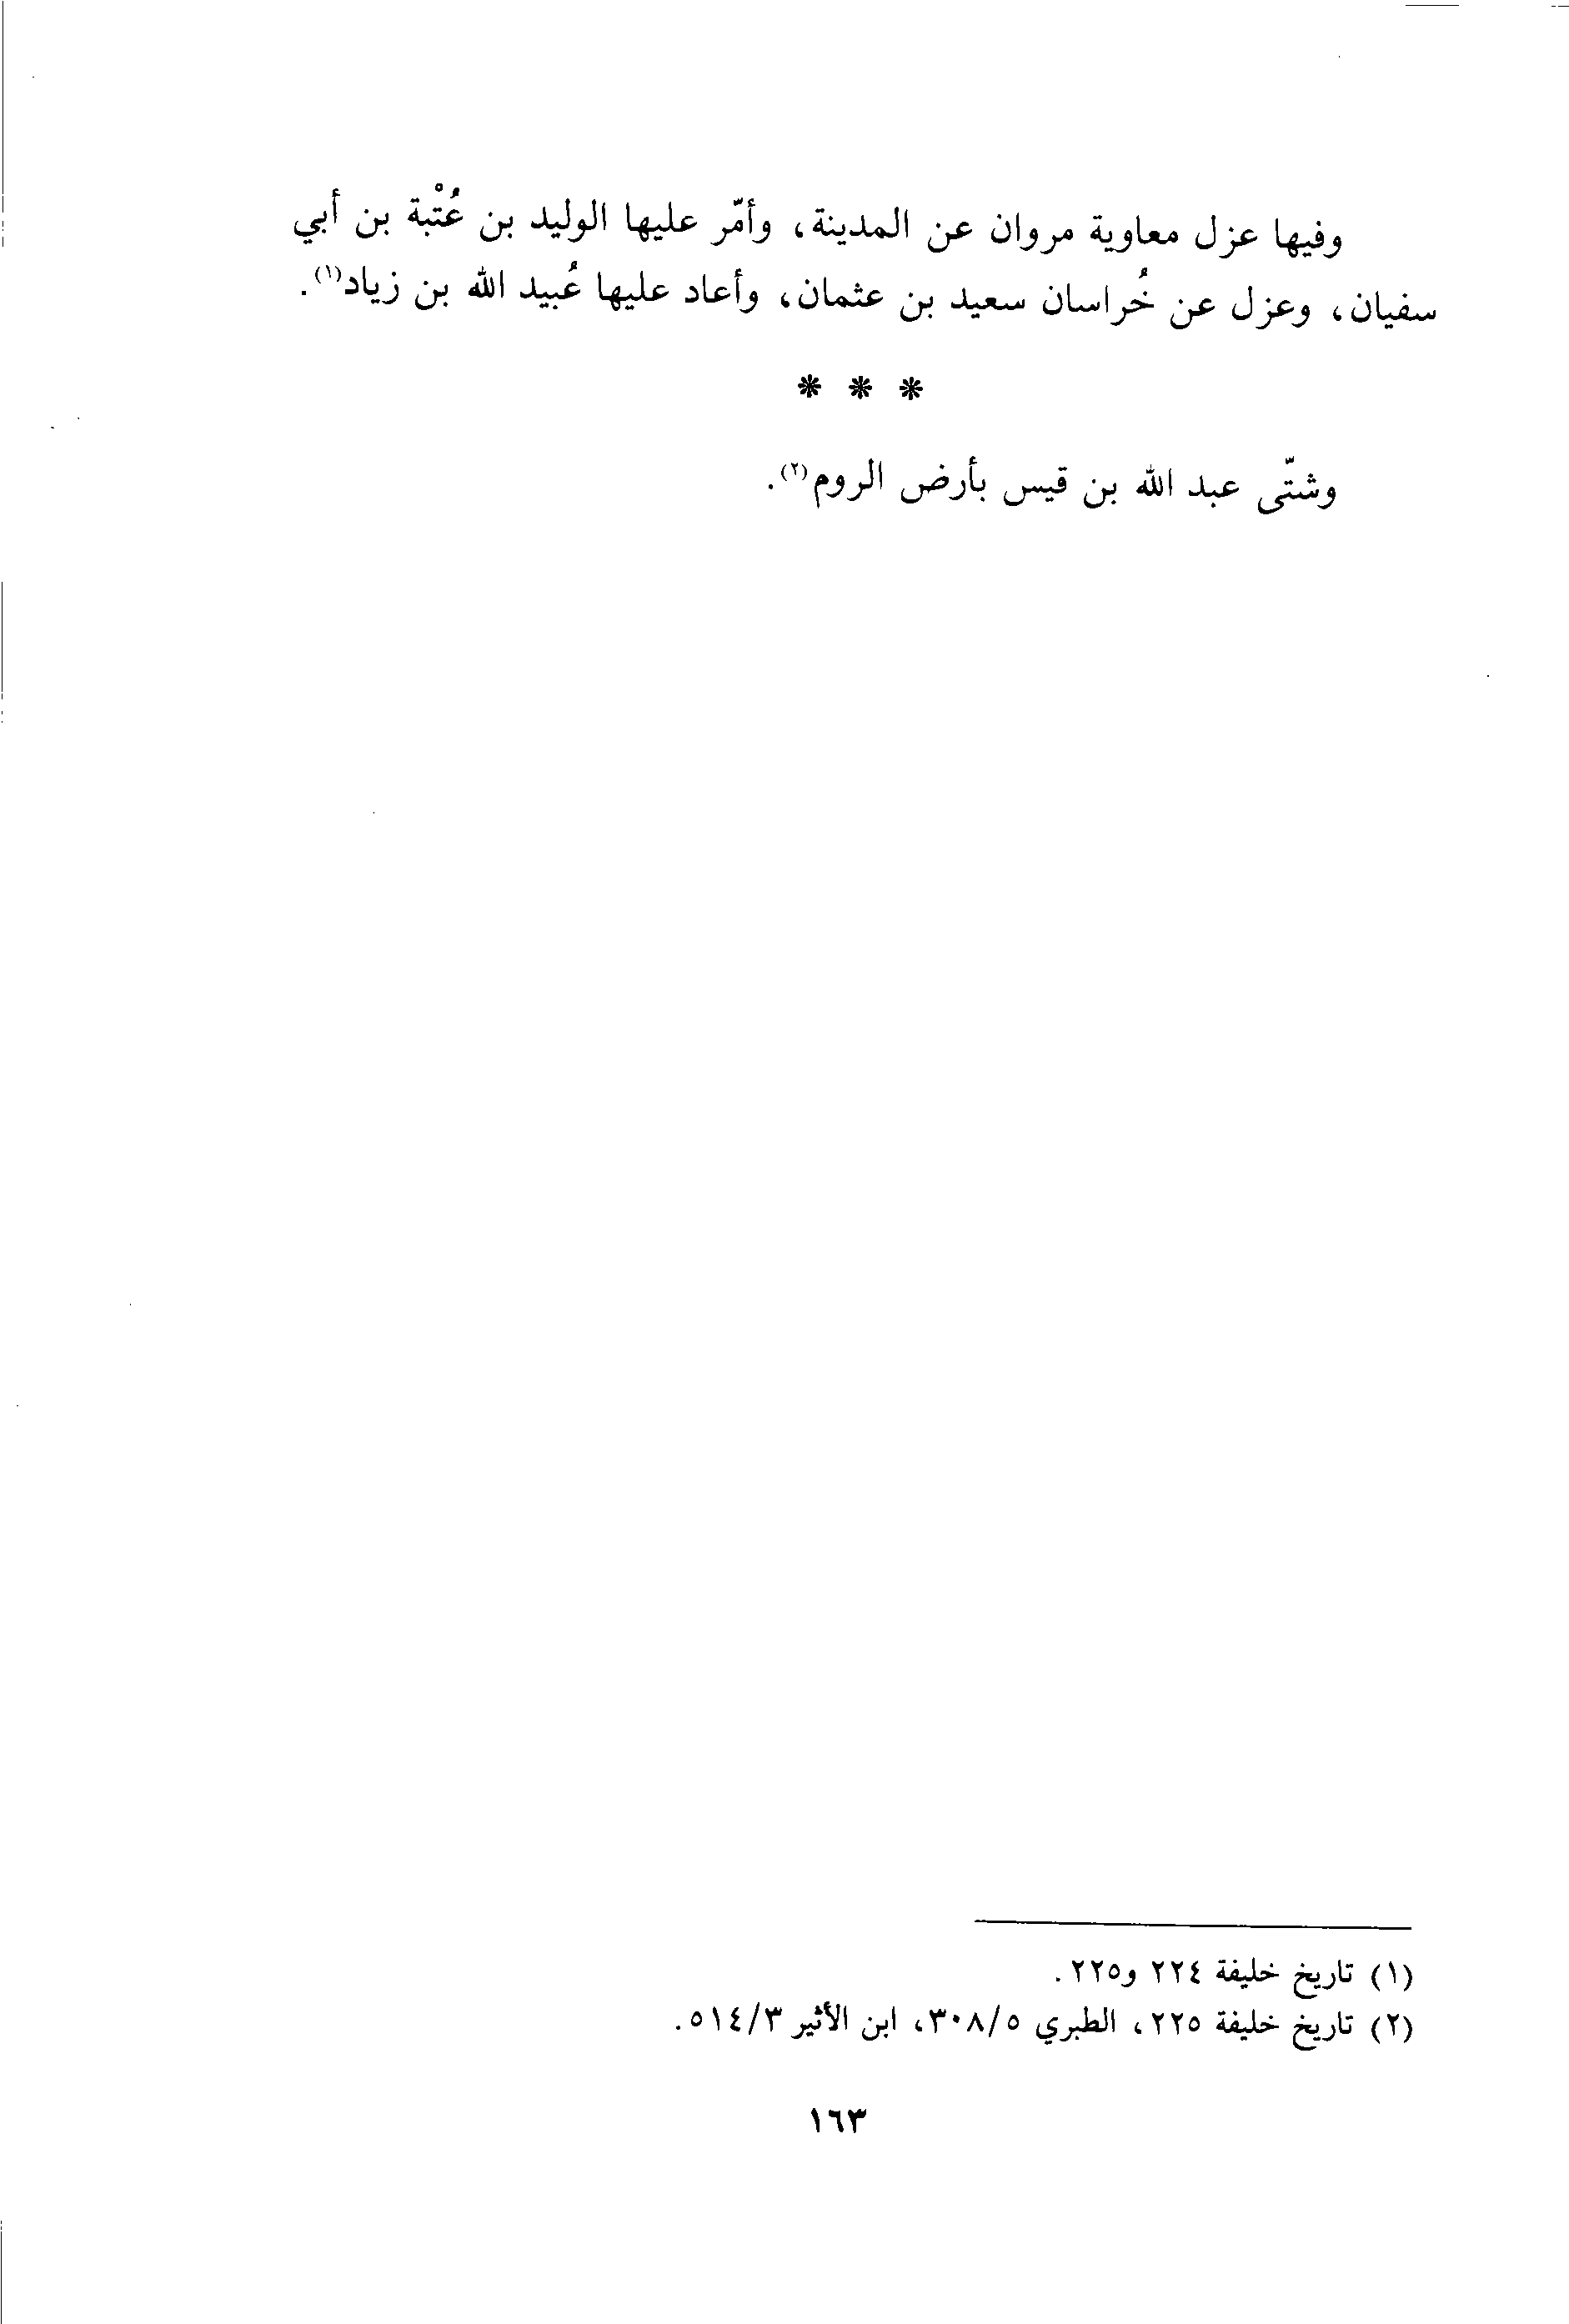 وفيها عزل معاوية مروان عن المدينة، وأمّر عليها الوليد بن عُتْبة بن أبي
سفيان، وعزل عن خُراسان سعيد بن عثمان، وأعاد عليها عُبيد الله بن زياد(١).
* * *
وشتّى عبد الله بن قيس بأرض الروم(٢).
(١) تاريخ خليفة ٢٢٤ و٢٢٥.
(٢) تاريخ خليفة ٢٢٥، الطبري ٣٠٨/٥، ابن الأثير ٥١٤/٣.
١٦٣